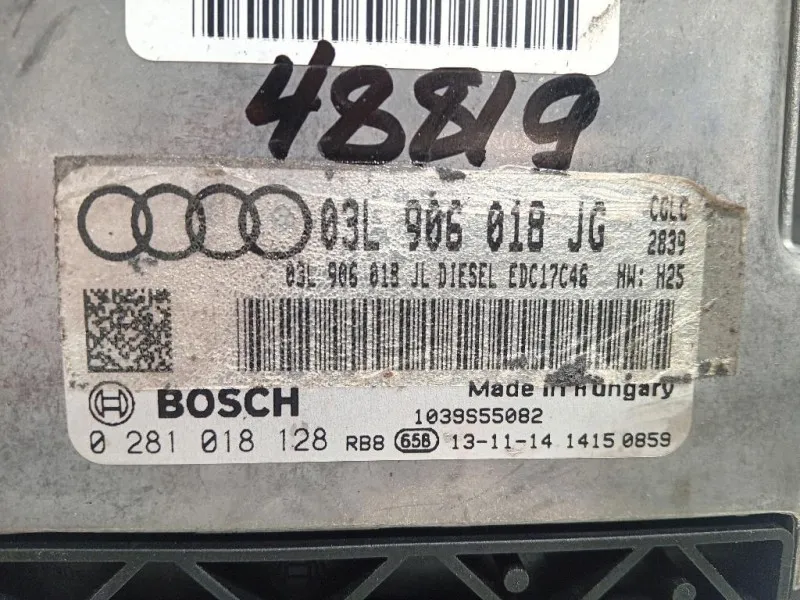 48819
03L 906 018 JG
CGLC
2839
03L 906 018 JL DIESEL EDC17C46 HW: H25
BOSCH
Made in Hungary
1039S55082
0 281 018 128 RB8 658 13-11-14 1415 0859